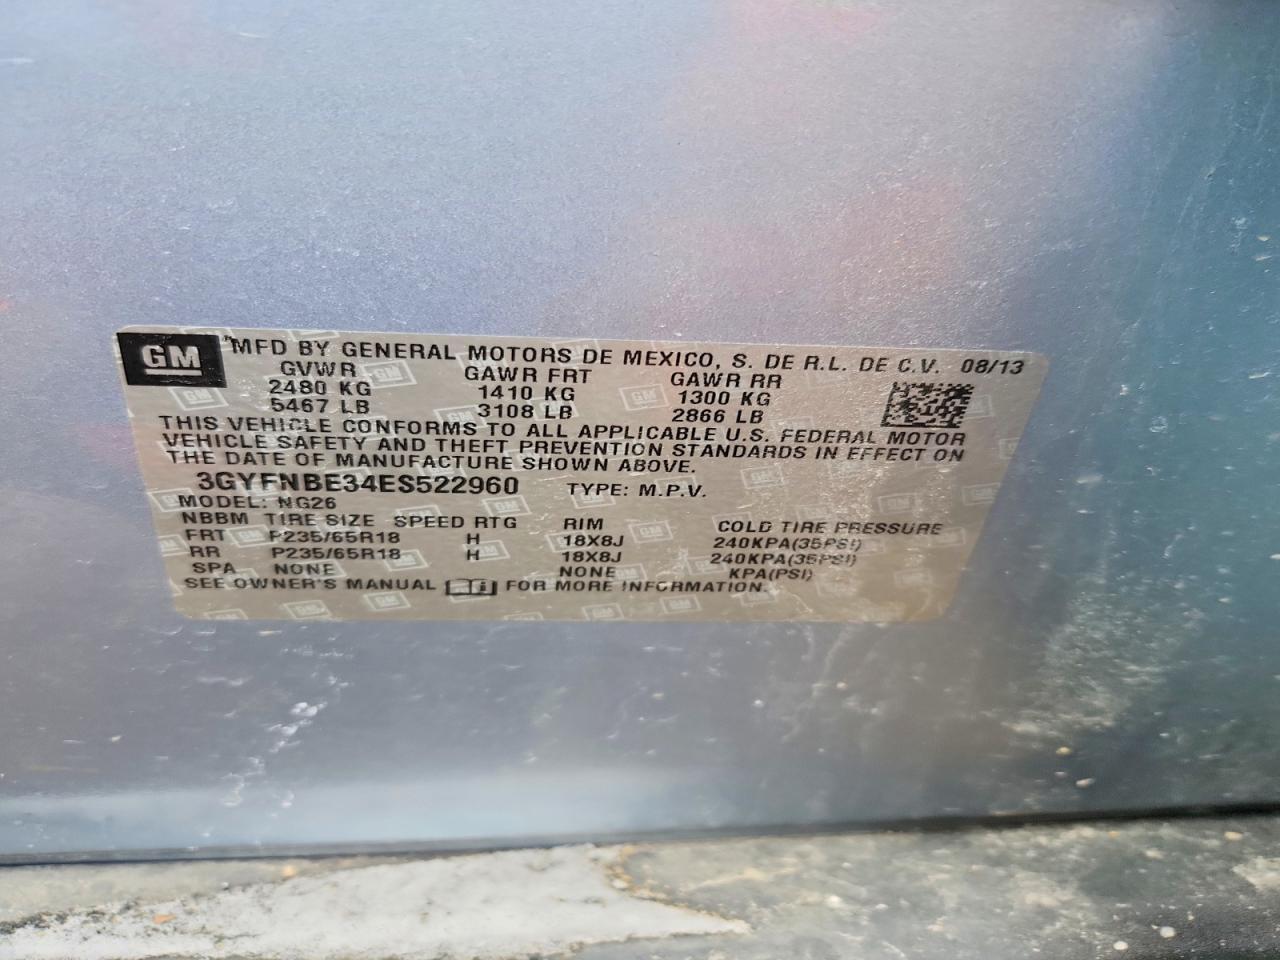 GM "MFD BY GENERAL MOTORS DE MEXICO, S. DE R.L. DE C.V. 08/13
GVWR GAWR FRT GAWR RR
2480 KG 1410 KG 1300 KG
5467 LB 3108 LB 2866 LB
THIS VEHICLE CONFORMS TO ALL APPLICABLE U.S. FEDERAL MOTOR
VEHICLE SAFETY AND THEFT PREVENTION STANDARDS IN EFFECT ON
THE DATE OF MANUFACTURE SHOWN ABOVE.
3GYFNBE34ES522960 TYPE: M.P.V.
MODEL: NG26
NBBM TIRE SIZE SPEED RTG RIM COLD TIRE PRESSURE
FRT P235/65R18 H 18X8J 240KPA(35PSI)
RR P235/65R18 H 18X8J 240KPA(35PSI)
SPA NONE NONE KPA(PSI)
SEE OWNER'S MANUAL FOR MORE INFORMATION.